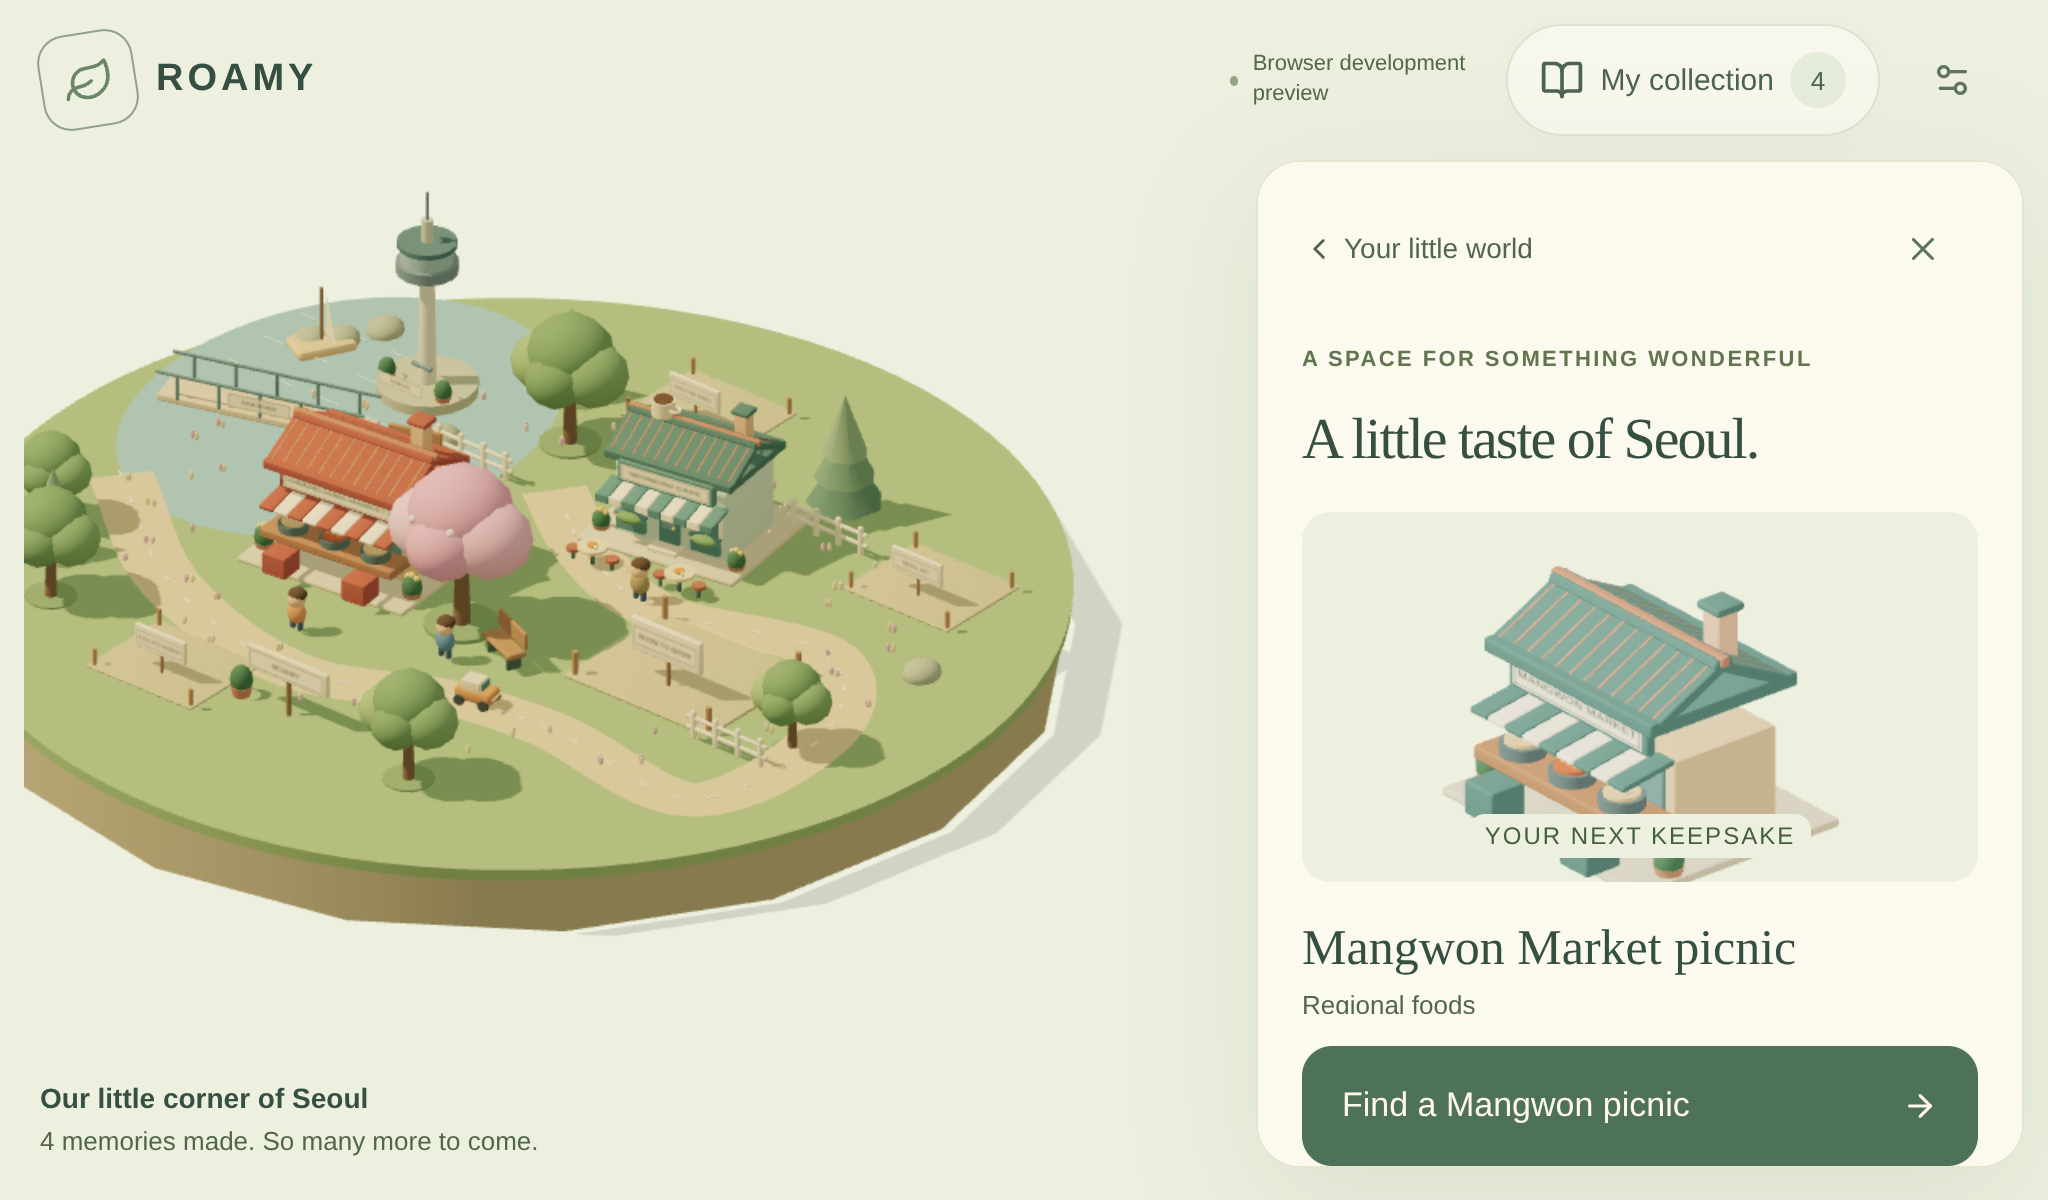 ROAMY
Browser development
preview
My collection
4
Your little world
A SPACE FOR SOMETHING WONDERFUL
A little taste of Seoul.
MANGWON MARKET
YOUR NEXT KEEPSAKE
Mangwon Market picnic
Regional foods
Find a Mangwon picnic
Our little corner of Seoul
4 memories made. So many more to come.